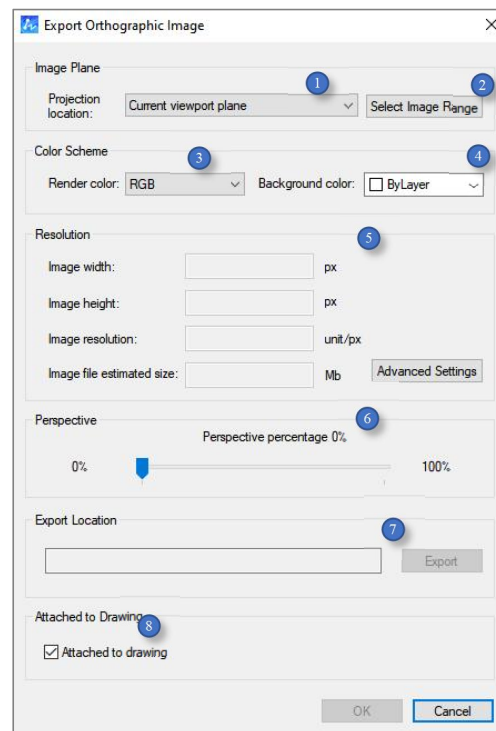 Export Orthographic Image
Image Plane
1
2
Projection location:
Current viewport plane
Select Image Range
Color Scheme
3
4
Render color: RGB
Background color: ByLayer
Resolution
5
Image width: px
Image height: px
Image resolution: unit/px
Image file estimated size: Mb
Advanced Settings
Perspective
6
Perspective percentage 0%
0% 100%
Export Location
7
Export
Attached to Drawing
8
Attached to drawing
OK Cancel